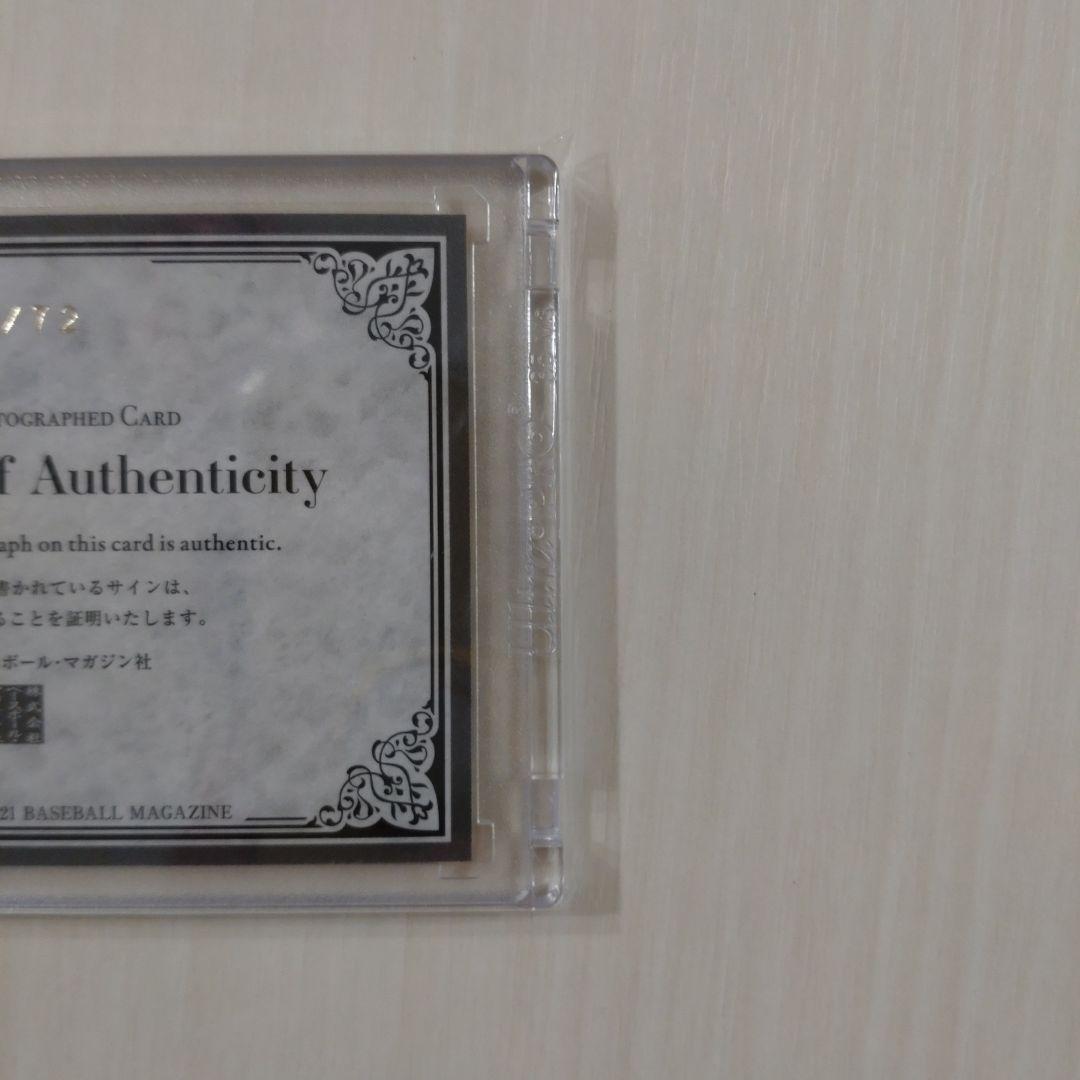 /72
TOGRAPHED CARD
f Authenticity
aph on this card is authentic.
書かれているサインは、
ることを証明いたします。
ボール・マガジン社
21 BASEBALL MAGAZINE
Ultra PRO